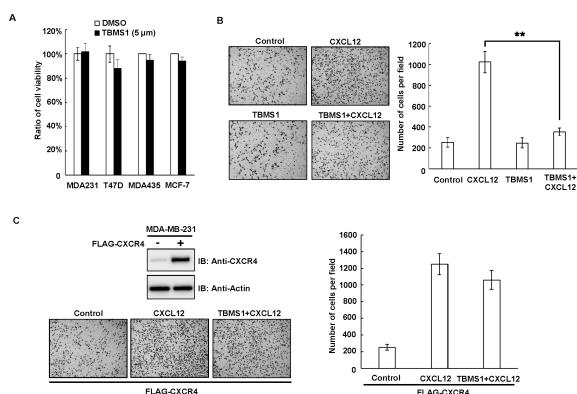 A
DMSO
TBMS1 (5 μm)
Ratio of cell viability
120%
100%
80%
60%
40%
20%
0
MDA231 T47D MDA435 MCF-7
B
Control CXCL12
TBMS1 TBMS1+CXCL12
Number of cells per field
1400
1200
1000
800
600
400
200
0
**
Control CXCL12 TBMS1 TBMS1+
CXCL12
C
MDA-MB-231
FLAG-CXCR4 - +
IB: Anti-CXCR4
IB: Anti-Actin
Control CXCL12 TBMS1+CXCL12
FLAG-CXCR4
Number of cells per field
1600
1400
1200
1000
800
600
400
200
0
Control CXCL12 TBMS1+CXCL12
FLAG-CXCR4